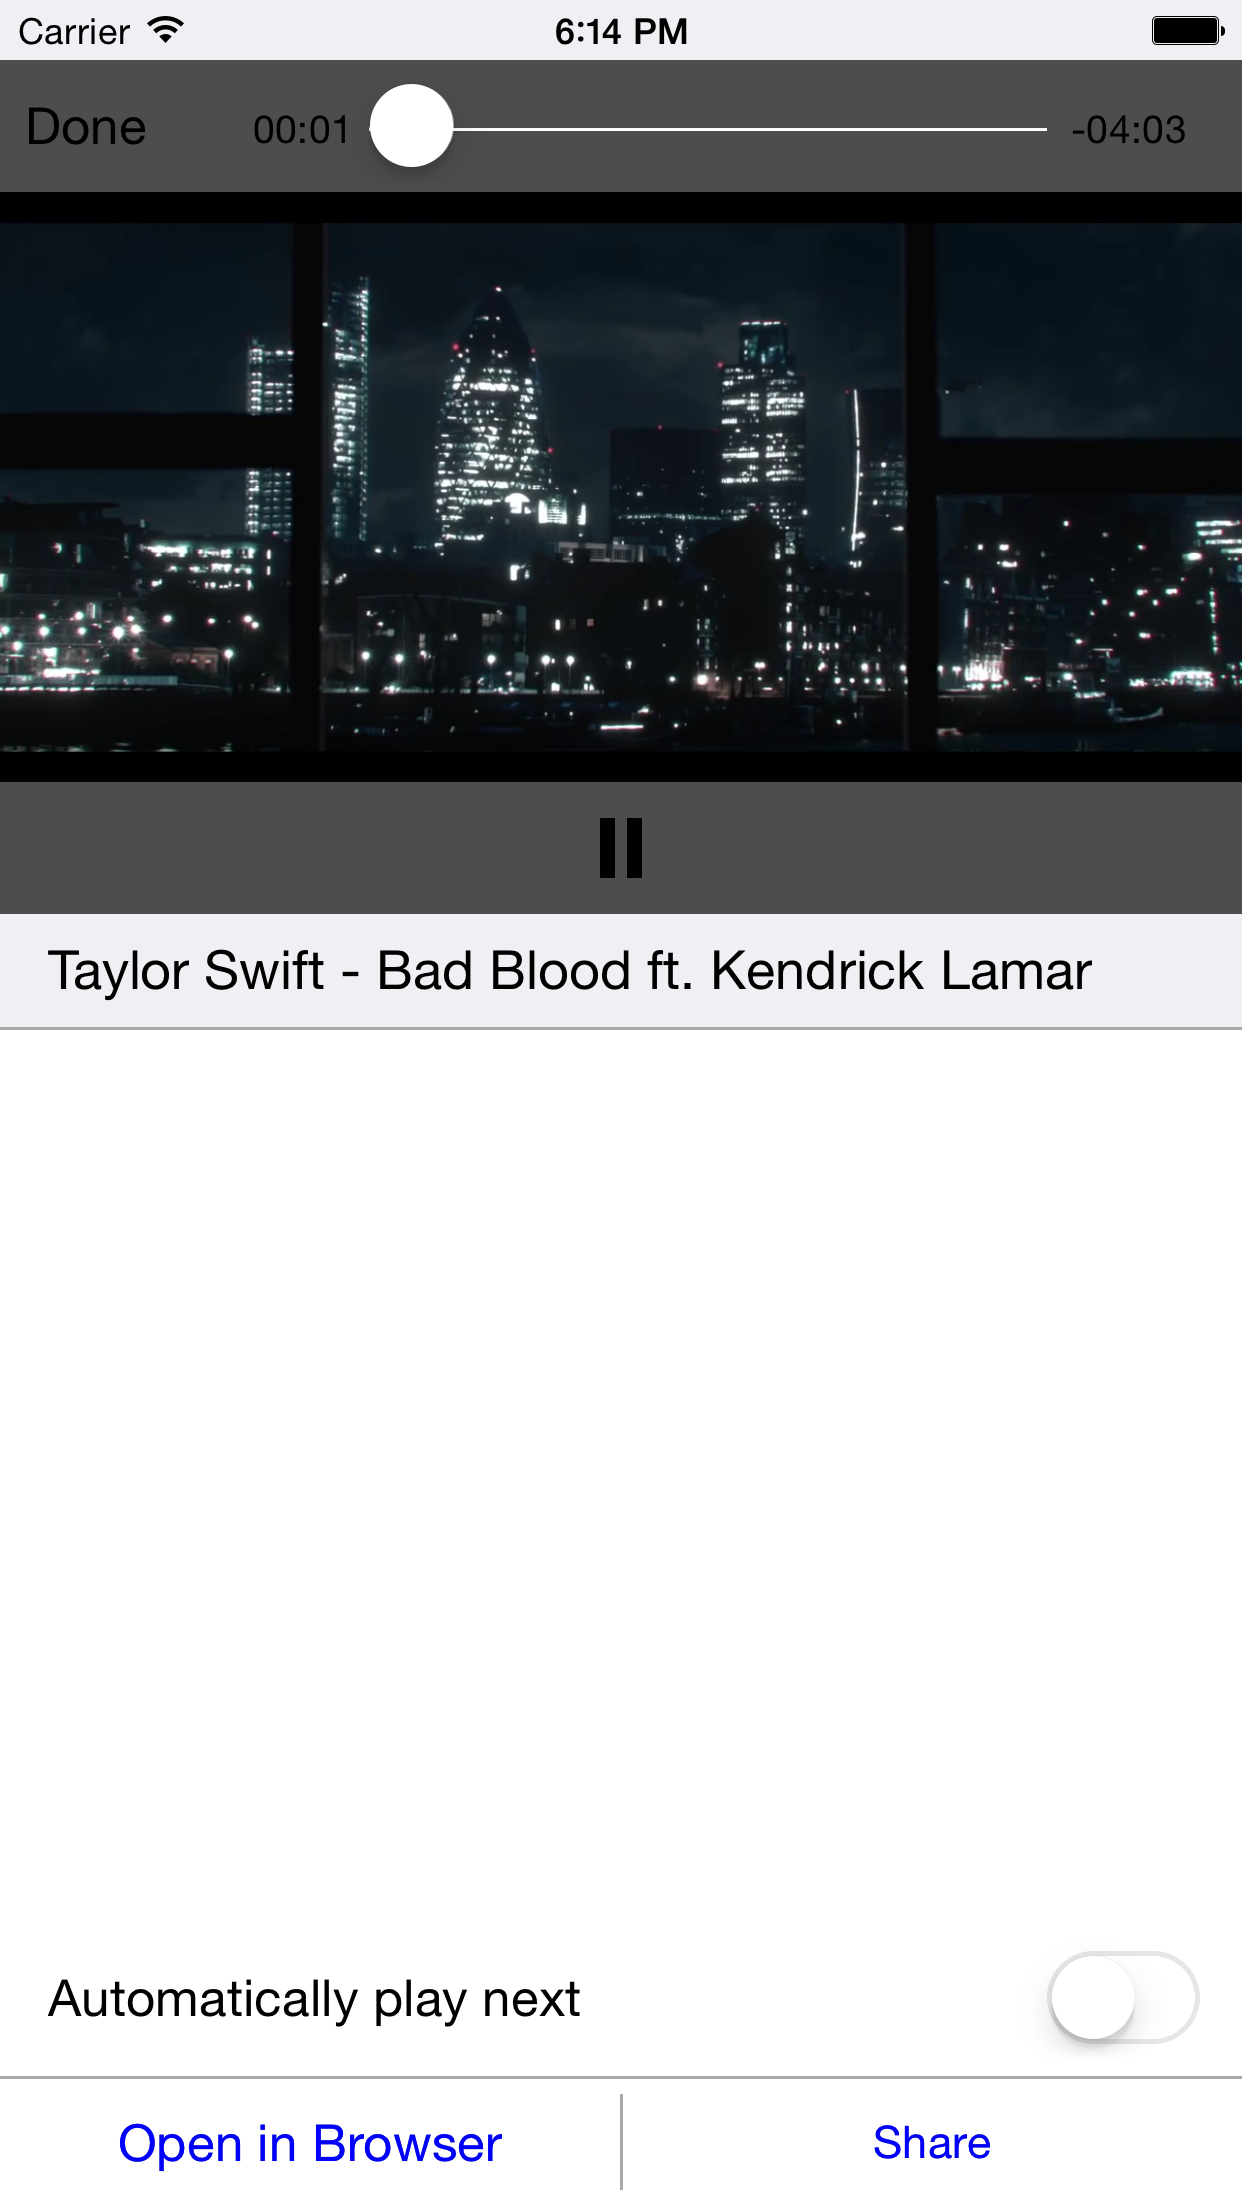 Carrier 6:14 PM
Done 00:01 -04:03
Taylor Swift - Bad Blood ft. Kendrick Lamar
Automatically play next
Open in Browser Share